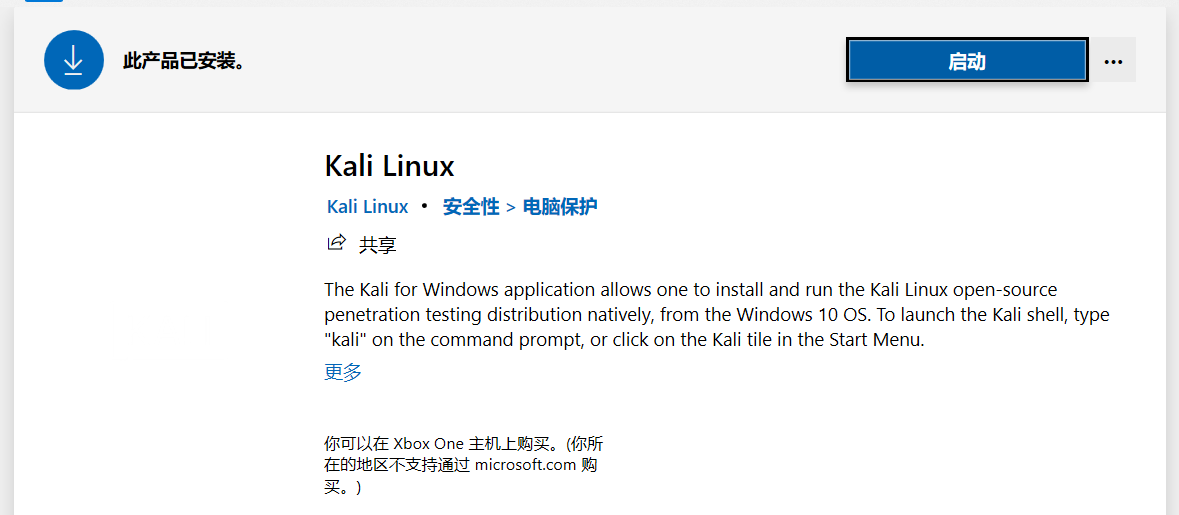 此产品已安装。
启动
...
Kali Linux
Kali Linux • 安全性 > 电脑保护
共享
The Kali for Windows application allows one to install and run the Kali Linux open-source
penetration testing distribution natively, from the Windows 10 OS. To launch the Kali shell, type
"kali" on the command prompt, or click on the Kali tile in the Start Menu.
更多
你可以在 Xbox One 主机上购买。(你所
在的地区不支持通过 microsoft.com 购
买。)